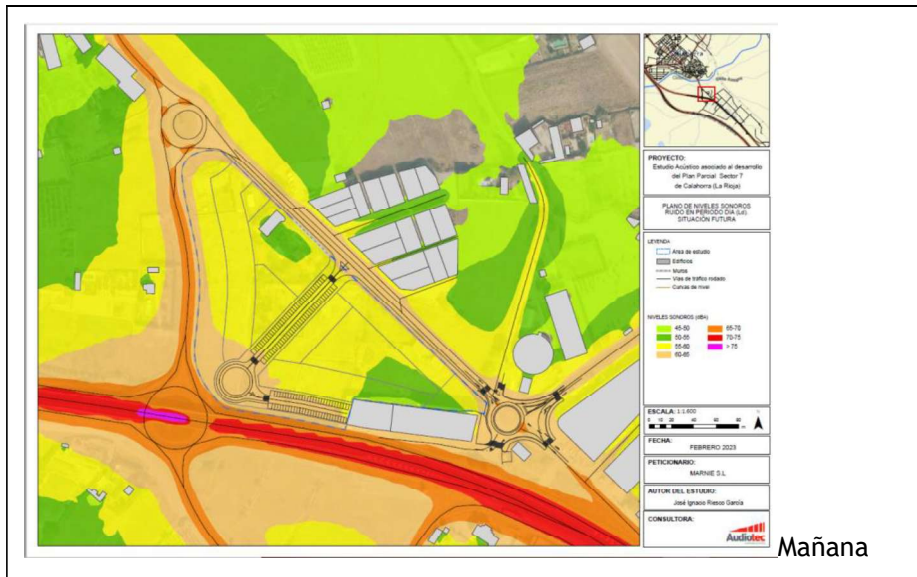 PROYECTO:
Estudio Acústico asociado al desarrollo
del Plan Parcial Sector 7
de Calahorra (La Rioja)
PLANO DE NIVELES SONOROS
RUIDO EN PERIODO DÍA (Ld)
SITUACIÓN FUTURA
LEYENDA
Área de estudio
Edificios
Muros
Vías de tráfico rodado
Curvas de nivel
NIVELES SONOROS (dBA)
45-50
50-55
55-60
60-65
65-70
70-75
> 75
ESCALA: 1:1.600
FECHA:
FEBRERO 2023
PETICIONARIO:
MARNIE S.L
AUTOR DEL ESTUDIO:
José Ignacio Riesco García
CONSULTORA:
Audiotec
Mañana